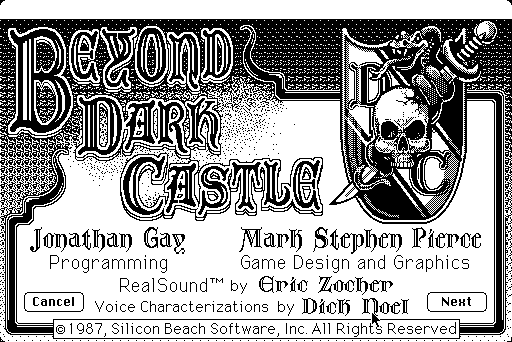 Beyond
Dark
Castle
D
C
Jonathan Gay Mark Stephen Pierce
Programming Game Design and Graphics
RealSound™ by Eric Zocher
Cancel Voice Characterizations by Dick Noel Next
©1987, Silicon Beach Software, Inc. All Rights Reserved